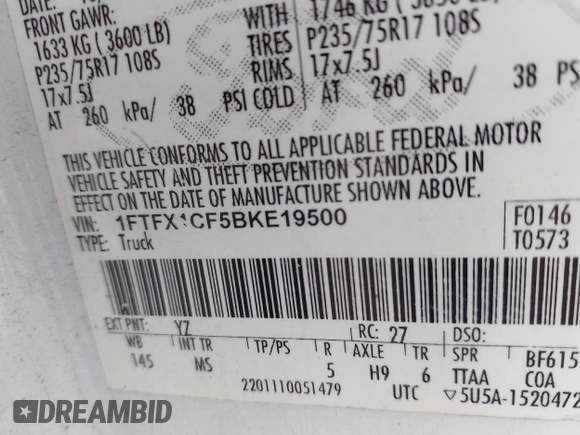 DATE:
FRONT GAWR: WITH
1633 KG ( 3600 LB) TIRES
P235/75R17 108S RIMS P235/75R17 108S
17x7.5J 17x7.5J
AT 260 kPa/ 38 PSI COLD AT 260 kPa/ 38 PS
THIS VEHICLE CONFORMS TO ALL APPLICABLE FEDERAL MOTOR
VEHICLE SAFETY AND THEFT PREVENTION STANDARDS IN
EFFECT ON THE DATE OF MANUFACTURE SHOWN ABOVE.
VIN: 1FTFX1CF5BKE19500 F0146
TYPE: Truck T0573
EXT PNT: YZ RC: 27 DSO:
WB INT TR TP/PS R AXLE TR SPR BF615
145 MS 5 H9 6 TTAA COA
2201110051479 UTC ▽5U5A-1520472
DREAMBID